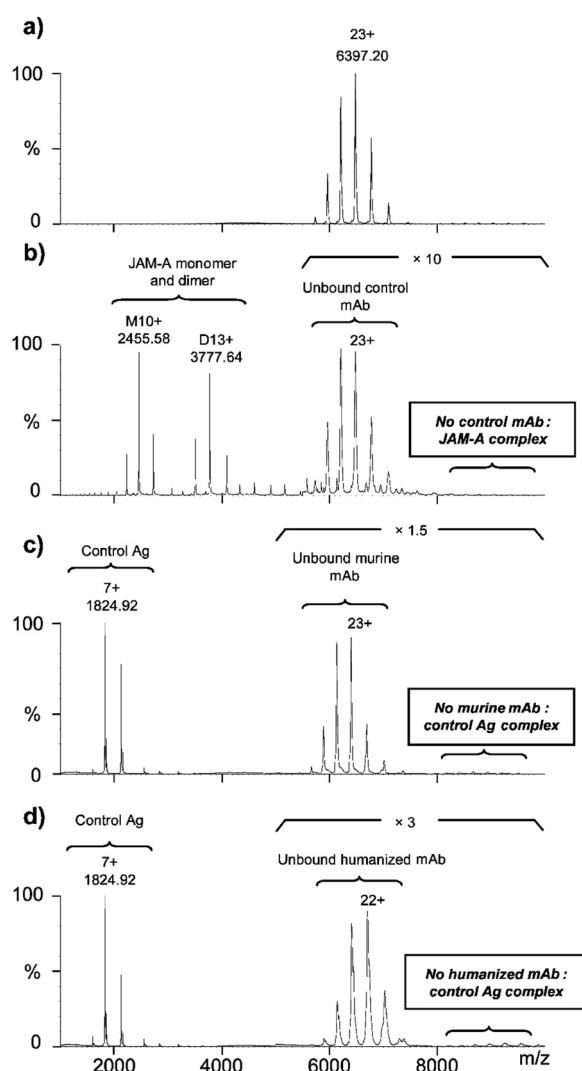 a)
23+
6397.20
100
%
0
b)
JAM-A monomer
and dimer
× 10
Unbound control
mAb
M10+
2455.58
D13+
3777.64
23+
100
%
0
No control mAb :
JAM-A complex
c)
× 1.5
Control Ag
Unbound murine
mAb
7+
1824.92
23+
100
%
0
No murine mAb :
control Ag complex
d)
× 3
Control Ag
Unbound humanized mAb
7+
1824.92
22+
100
%
0
No humanized mAb :
control Ag complex
2000
4000
6000
8000
m/z